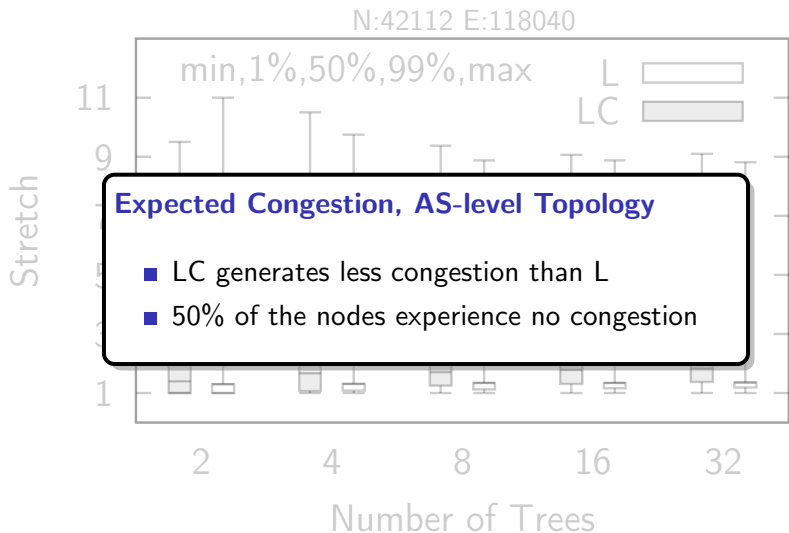 N:42112 E:118040
min,1%,50%,99%,max
L
LC
11
9
Stretch
Expected Congestion, AS-level Topology
LC generates less congestion than L
50% of the nodes experience no congestion
1
2 4 8 16 32
Number of Trees